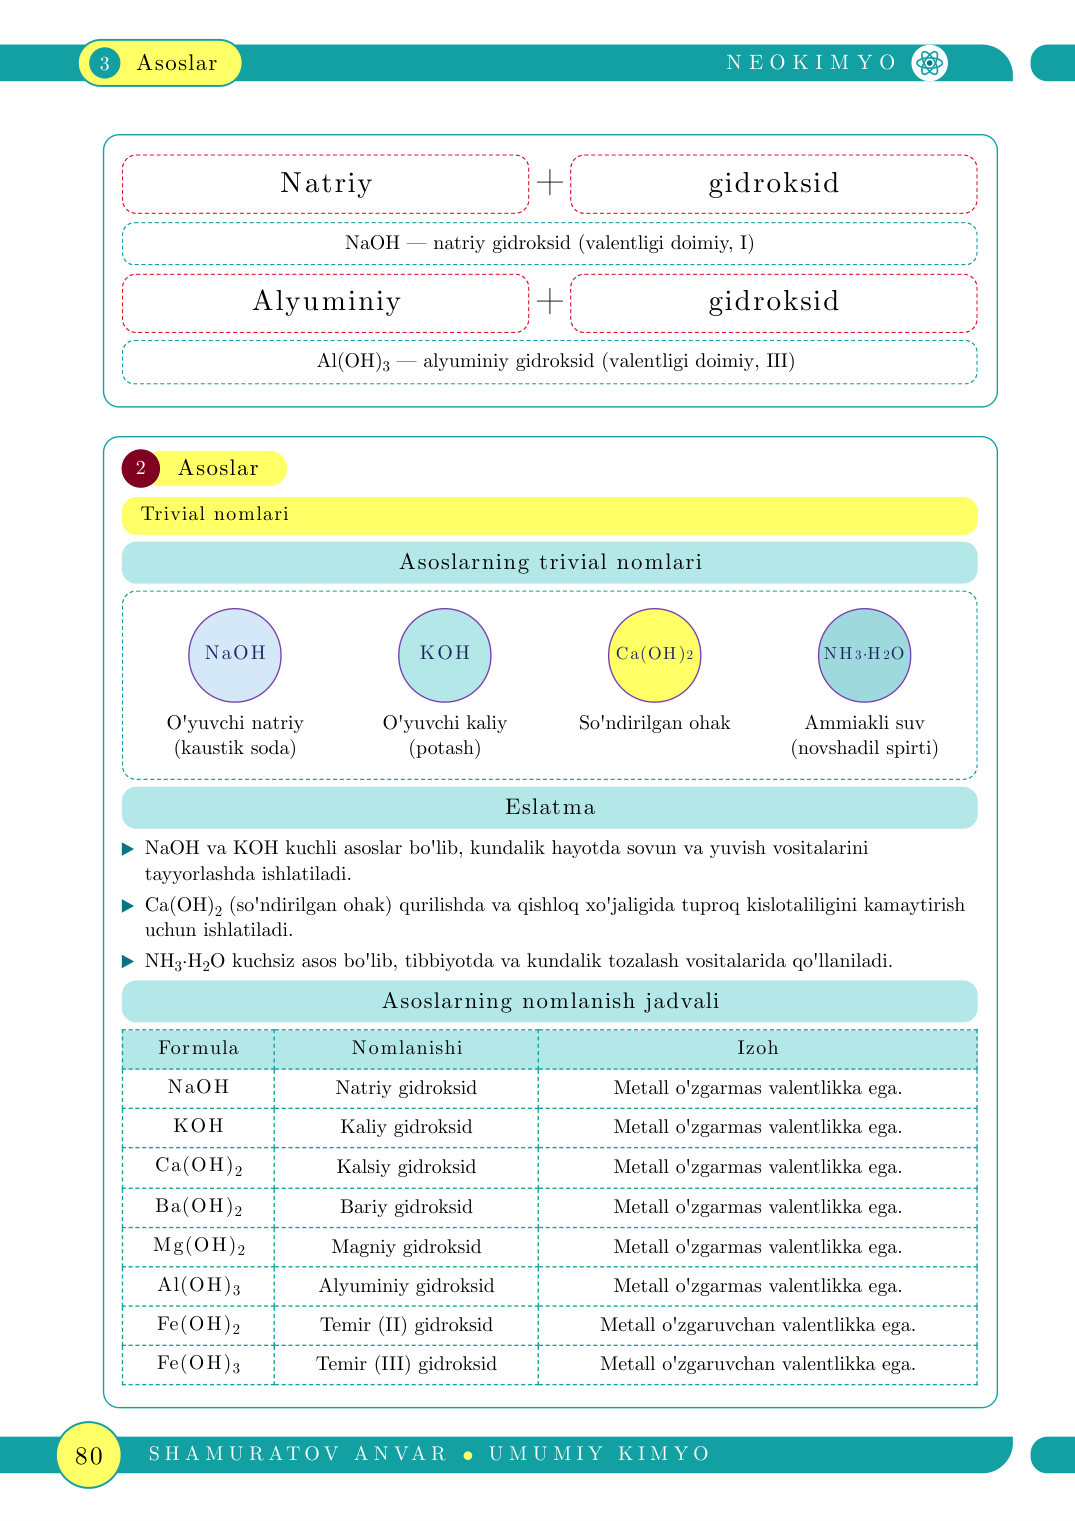 3 Asoslar
NEOKIMYO
Natriy + gidroksid
NaOH — natriy gidroksid (valentligi doimiy, I)
Alyuminiy + gidroksid
Al(OH)₃ — alyuminiy gidroksid (valentligi doimiy, III)
2 Asoslar
Trivial nomlari
Asoslarning trivial nomlari
NaOH KOH Ca(OH)₂ NH₃·H₂O
O'yuvchi natriy O'yuvchi kaliy So'ndirilgan ohak Ammiakli suv
(kaustik soda) (potash) (novshadil spirti)
Eslatma
▶ NaOH va KOH kuchli asoslar bo'lib, kundalik hayotda sovun va yuvish vositalarini
tayyorlashda ishlatiladi.
▶ Ca(OH)₂ (so'ndirilgan ohak) qurilishda va qishloq xo'jaligida tuproq kislotaliligini kamaytirish
uchun ishlatiladi.
▶ NH₃·H₂O kuchsiz asos bo'lib, tibbiyotda va kundalik tozalash vositalarida qo'llaniladi.
Asoslarning nomlanish jadvali
Formula Nomlanishi Izoh
NaOH Natriy gidroksid Metall o'zgarmas valentlikka ega.
KOH Kaliy gidroksid Metall o'zgarmas valentlikka ega.
Ca(OH)₂ Kalsiy gidroksid Metall o'zgarmas valentlikka ega.
Ba(OH)₂ Bariy gidroksid Metall o'zgarmas valentlikka ega.
Mg(OH)₂ Magniy gidroksid Metall o'zgarmas valentlikka ega.
Al(OH)₃ Alyuminiy gidroksid Metall o'zgarmas valentlikka ega.
Fe(OH)₂ Temir (II) gidroksid Metall o'zgaruvchan valentlikka ega.
Fe(OH)₃ Temir (III) gidroksid Metall o'zgaruvchan valentlikka ega.
80 SHAMURATOV ANVAR • UMUMIY KIMYO